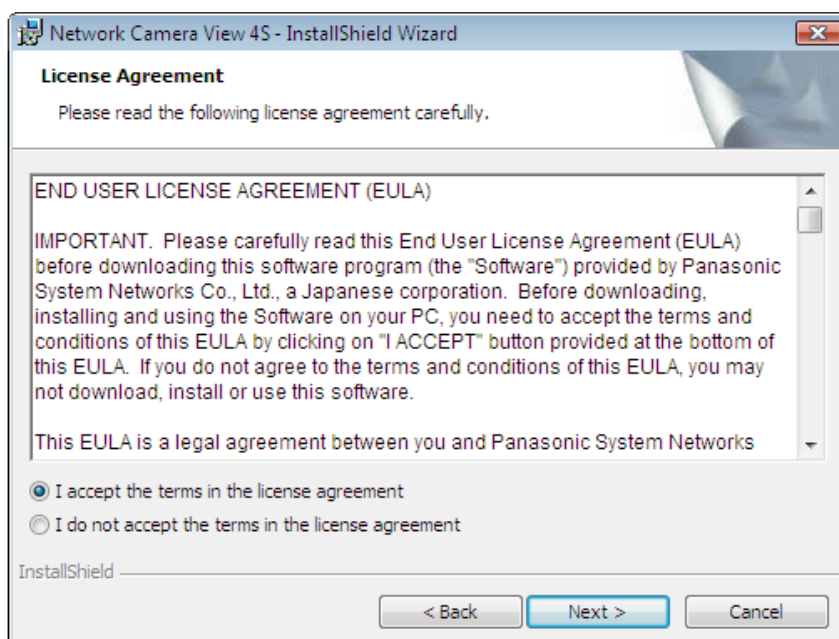 Network Camera View 4S - InstallShield Wizard
License Agreement
Please read the following license agreement carefully.
END USER LICENSE AGREEMENT (EULA)
IMPORTANT.  Please carefully read this End User License Agreement (EULA)
before downloading this software program (the "Software") provided by Panasonic
System Networks Co., Ltd., a Japanese corporation.  Before downloading,
installing and using the Software on your PC, you need to accept the terms and
conditions of this EULA by clicking on "I ACCEPT" button provided at the bottom of
this EULA.  If you do not agree to the terms and conditions of this EULA, you may
not download, install or use this software.
This EULA is a legal agreement between you and Panasonic System Networks
I accept the terms in the license agreement
I do not accept the terms in the license agreement
InstallShield
< Back
Next >
Cancel